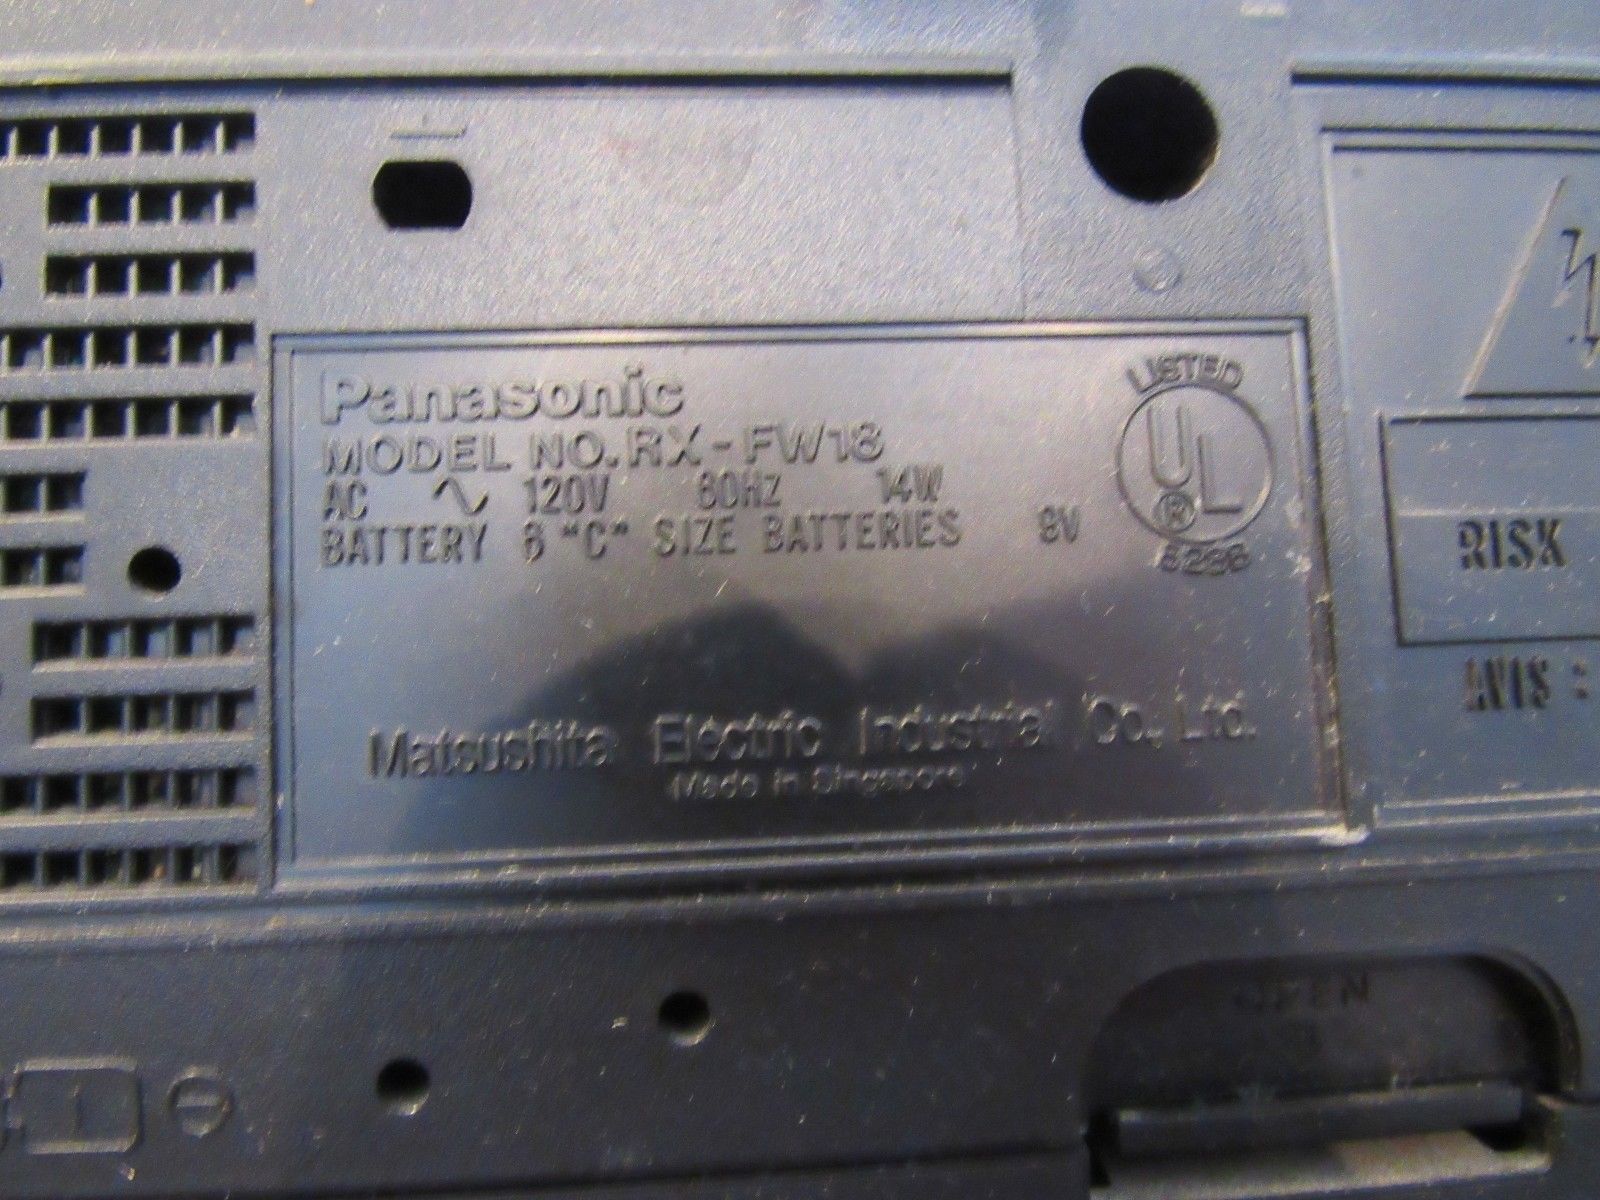 Panasonic
MODEL NO. RX-FW18
AC 120V 60HZ 14W
BATTERY 6 "C" SIZE BATTERIES 9V
LISTED
UL
®
Matsushita Electric Industrial Co., Ltd.
Made in Singapore
RISK
AVIS :
OPEN